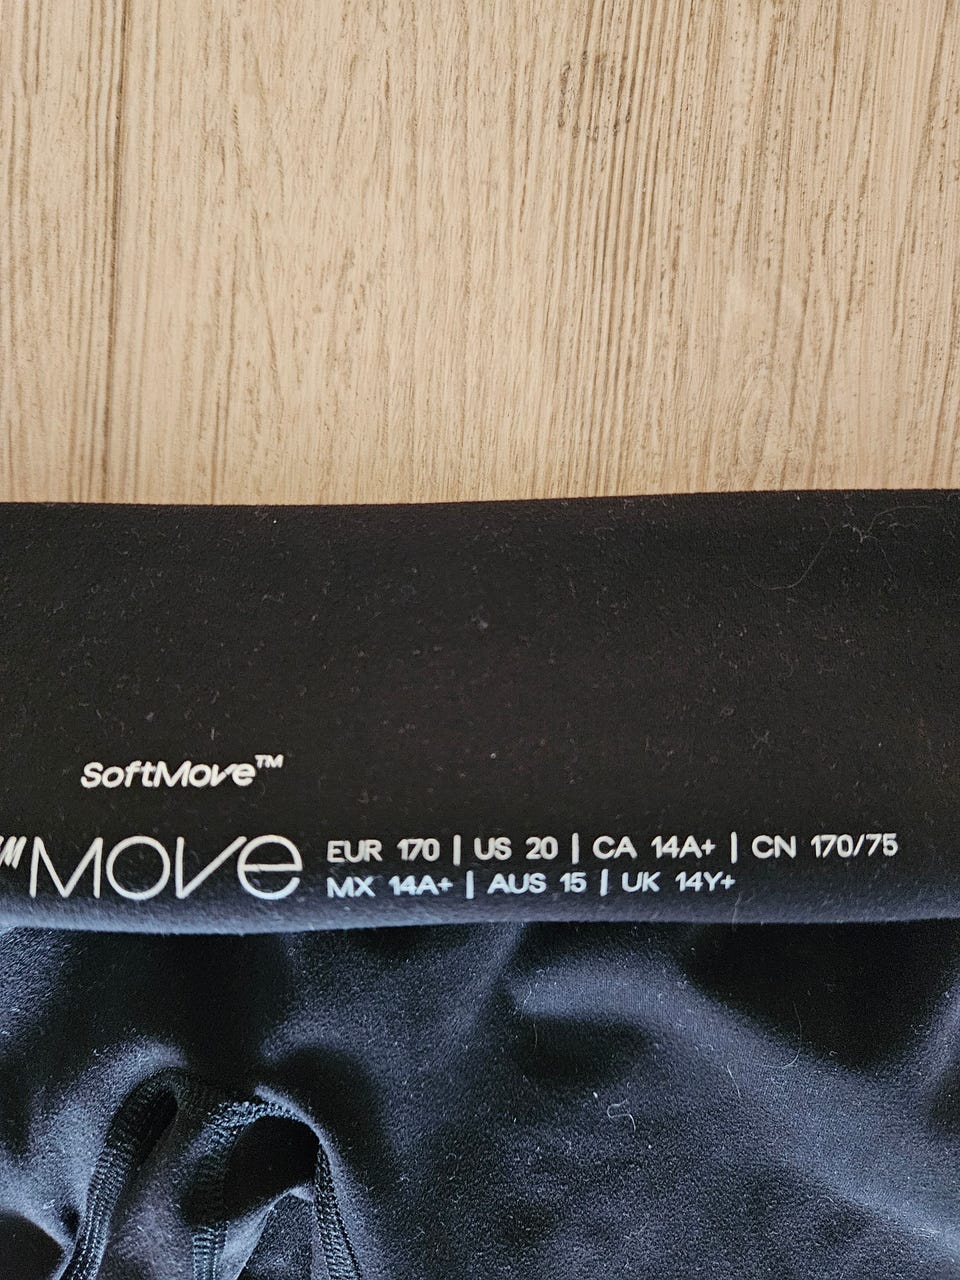 SoftMove™
MOVE
EUR 170 | US 20 | CA 14A+ | CN 170/75
MX 14A+ | AUS 15 | UK 14Y+